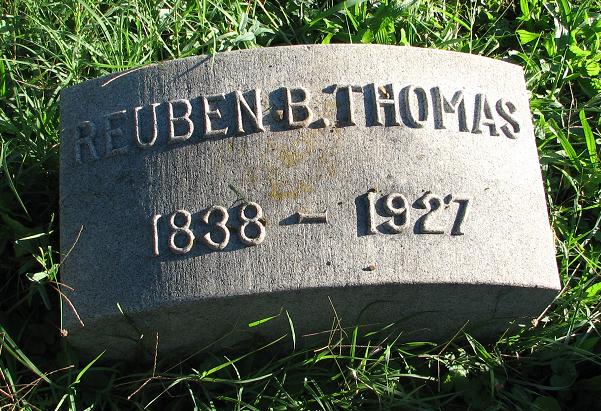 REUBEN B. THOMAS
1838 – 1927